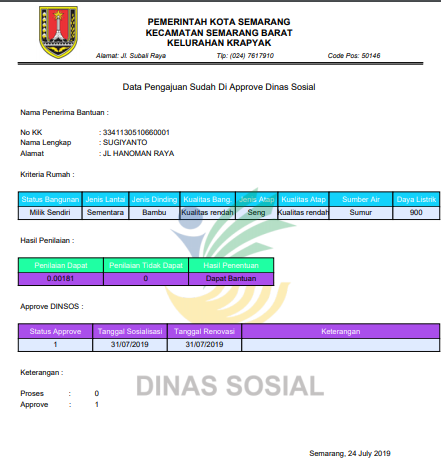 PEMERINTAH KOTA SEMARANG
KECAMATAN SEMARANG BARAT
KELURAHAN KRAPYAK
Alamat: Jl. Subali Raya Tlp: (024) 7617910 Code Pos: 50146
Data Pengajuan Sudah Di Approve Dinas Sosial
Nama Penerima Bantuan :
No KK : 3341130510660001
Nama Lengkap : SUGIYANTO
Alamat : JL HANOMAN RAYA
Kriteria Rumah :
Status Bangunan Jenis Lantai Jenis Dinding Kualitas Bang. Jenis Atap Kualitas Atap Sumber Air Daya Listrik
Milik Sendiri Sementara Bambu Kualitas rendah Seng Kualitas rendah Sumur 900
Hasil Penilaian :
Penilaian Dapat Penilaian Tidak Dapat Hasil Penentuan
0.00181 0 Dapat Bantuan
Approve DINSOS :
Status Approve Tanggal Sosialisasi Tanggal Renovasi Keterangan
1 31/07/2019 31/07/2019
Keterangan :
Proses : 0
Approve : 1
DINAS SOSIAL
Semarang, 24 July 2019